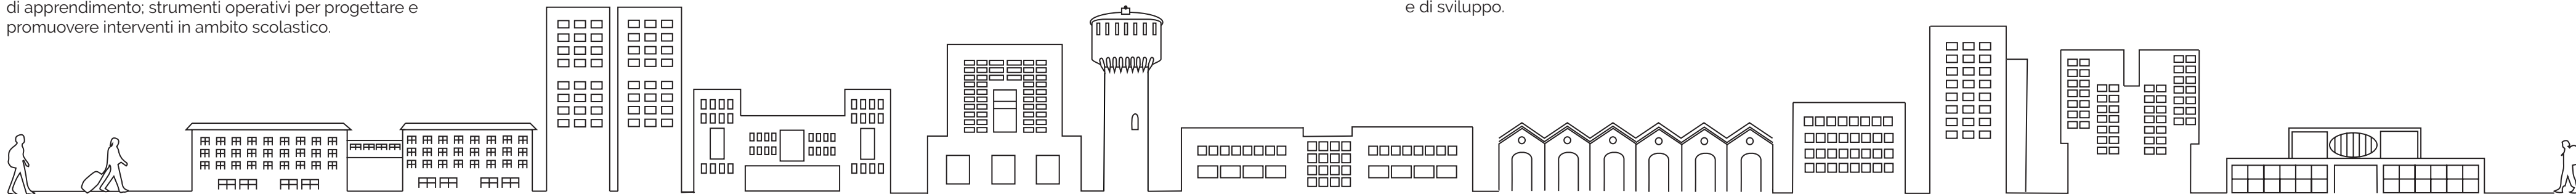 di apprendimento; strumenti operativi per progettare e
promuovere interventi in ambito scolastico.
e di sviluppo.